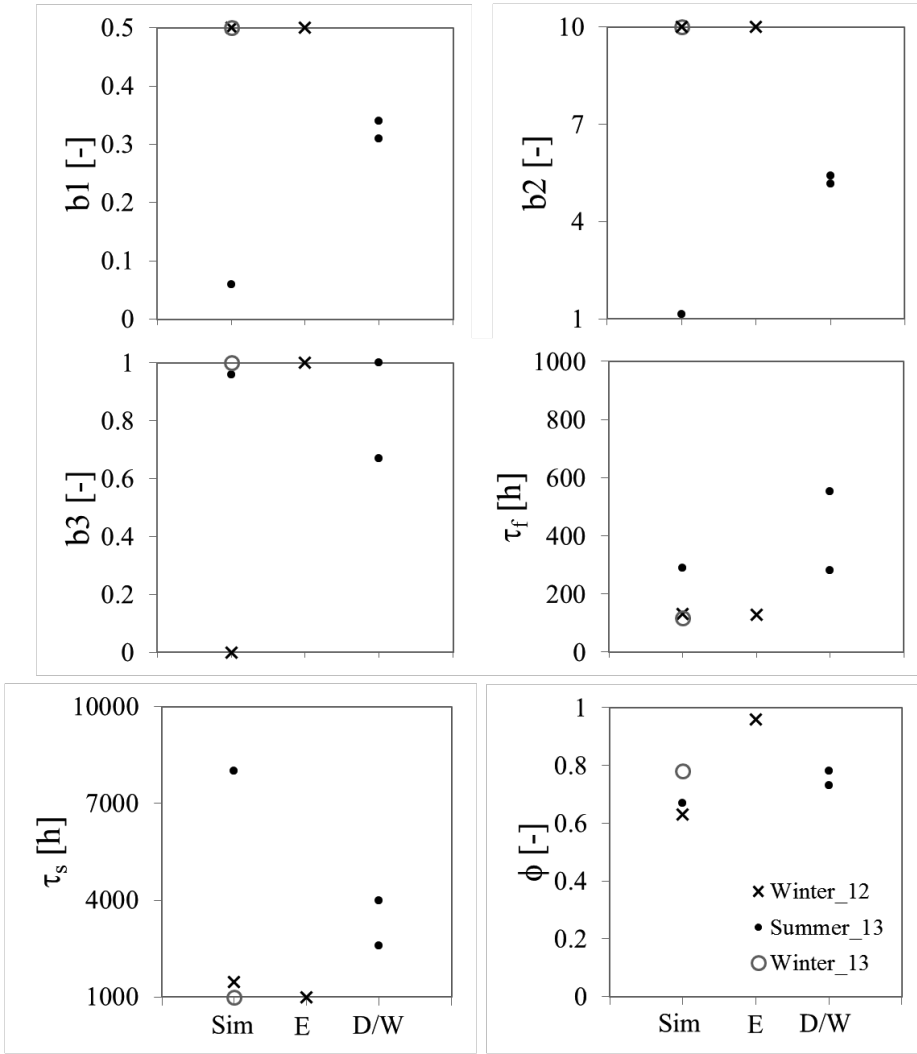 0.5
0.4
0.3
0.2
0.1
0
b1 [-]
10
7
4
1
b2 [-]
1
0.8
0.6
0.4
0.2
0
b3 [-]
1000
800
600
400
200
0
τf [h]
10000
7000
4000
1000
τs [h]
Sim E D/W
1
0.8
0.6
0.4
0.2
0
ϕ [-]
Winter_12
Summer_13
Winter_13
Sim E D/W